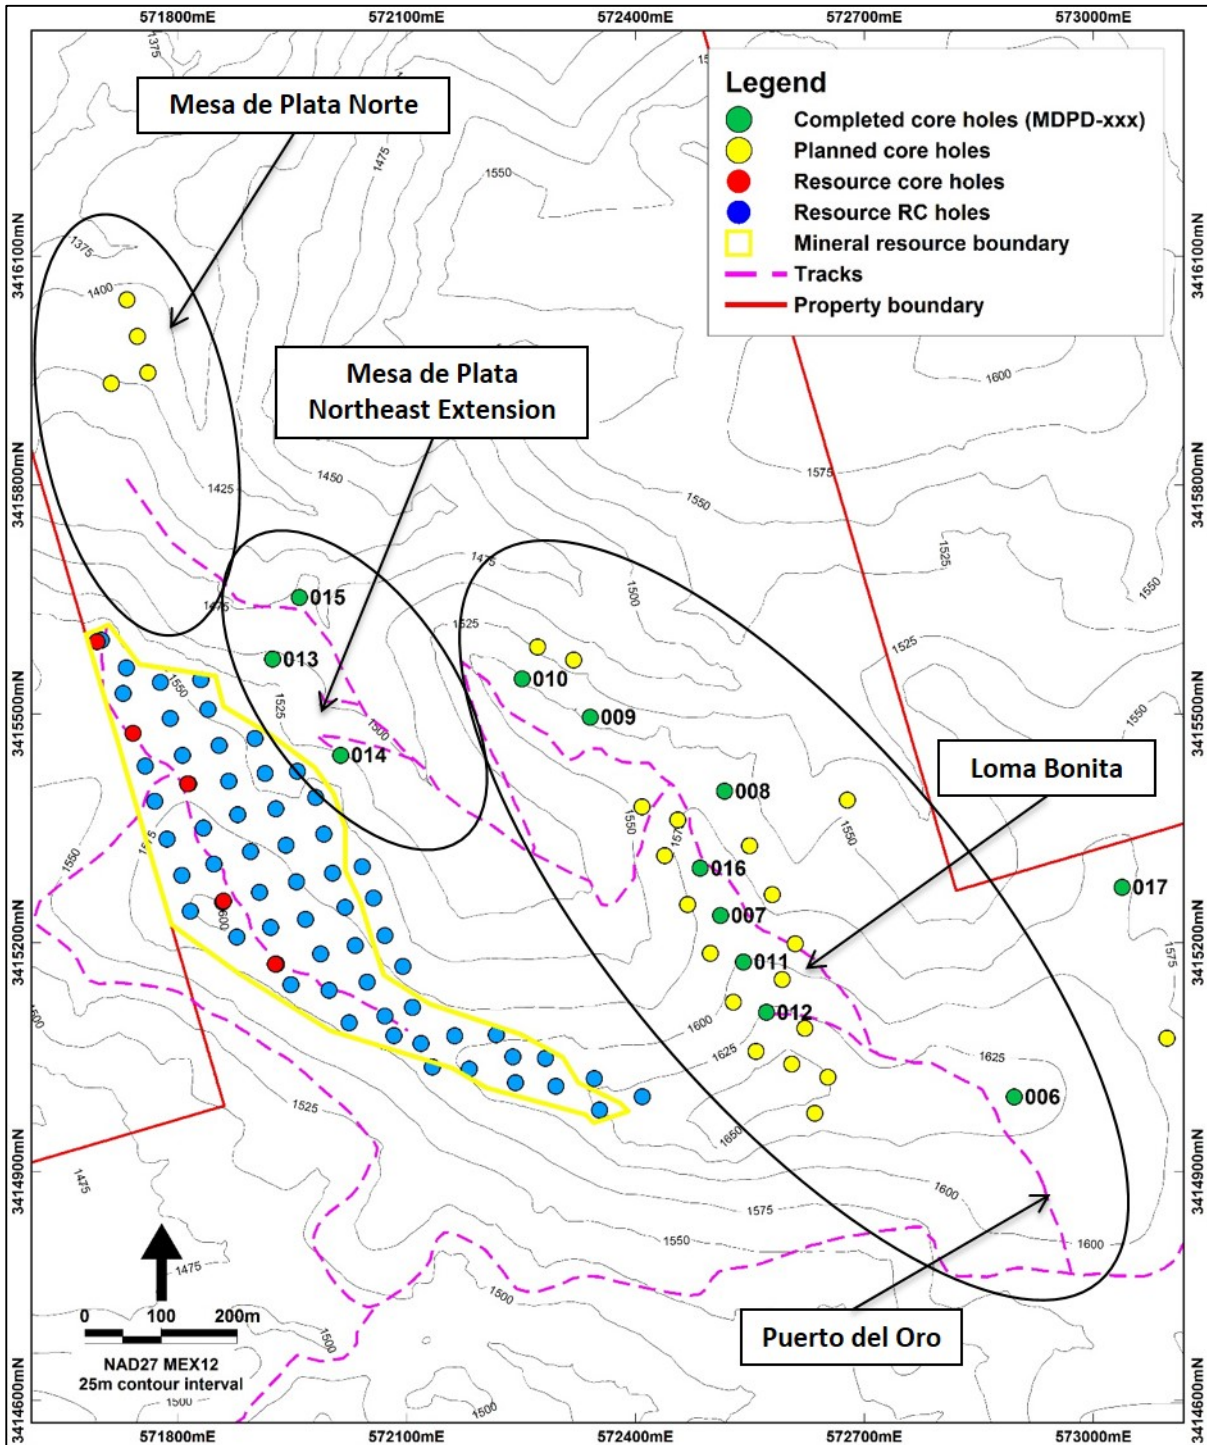 571800mE 572100mE 572400mE 572700mE 573000mE
Mesa de Plata Norte
Legend
Completed core holes (MDPD-xxx)
Planned core holes
Resource core holes
Resource RC holes
Mineral resource boundary
Tracks
Property boundary
3416100mN
3416100mN
1375
1475
1550
1375
1400
1600
Mesa de Plata
Northeast Extension
1575
1450
1425
1550
3415800mN
3415800mN
1525
1475
1550
1500
1475
015
1525
1525
013
010
1550
1525
009
1500
1550
3415500mN
3415500mN
014
Loma Bonita
008
1550
1550
1550
016
017
007
3415200mN
3415200mN
011
1575
012
1600
1600
1625
1625
006
1525
1650
3414900mN
3414900mN
1475
1600
1575
1550
1600
1475
1500
0 100 200m
1500
Puerto del Oro
NAD27 MEX12
25m contour interval
1500
1500
3414600mN
3414600mN
571800mE 572100mE 572400mE 572700mE 573000mE